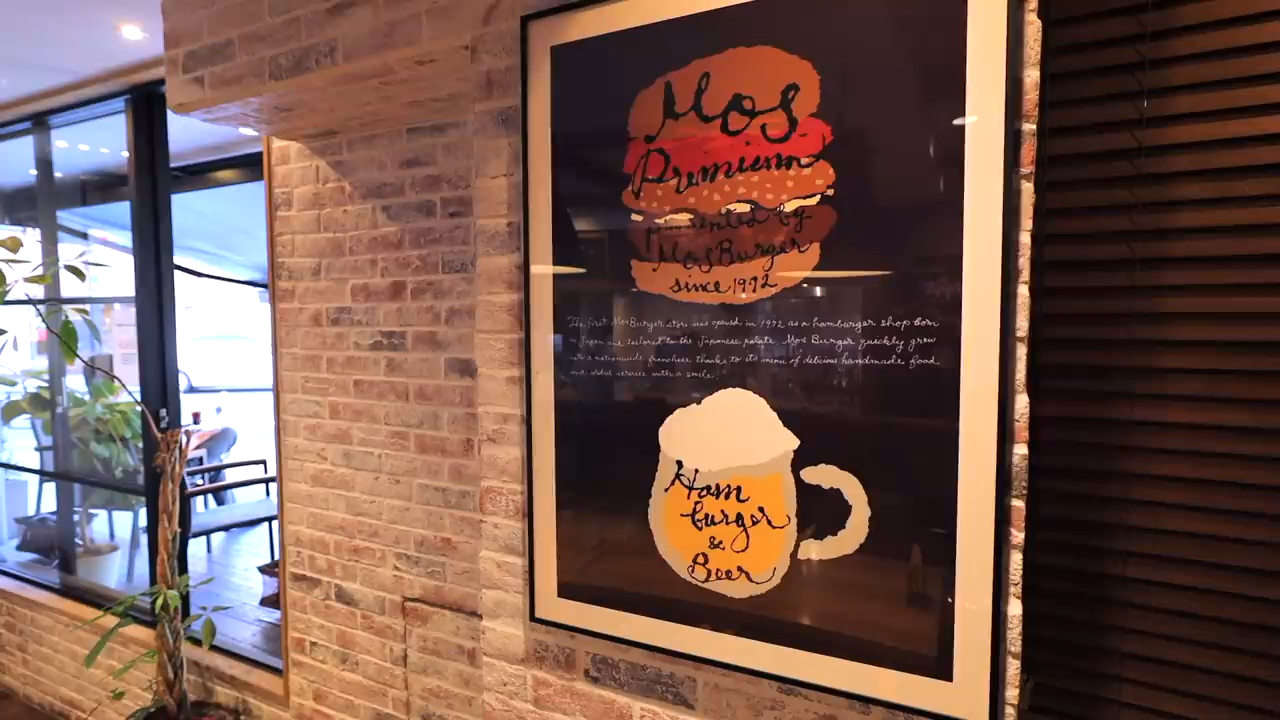 Mos
Premium
presented by
MosBurger
since 1972
The first MosBurger store was opened in 1972 as a hamburger shop born
in Japan and tailored to the Japanese palate. Mos Burger quickly grew
into a nationwide franchise thanks to its menu of delicious handmade food
and cordial service with a smile.
Ham
burger
&
Beer